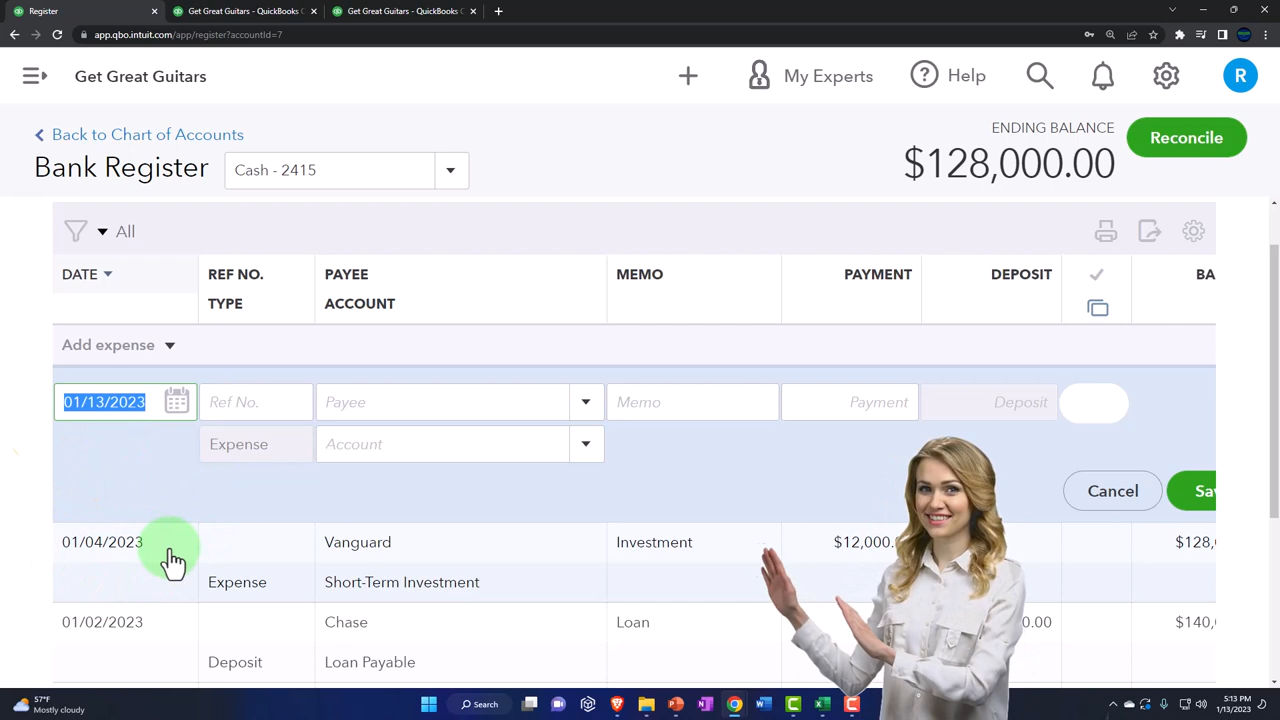 Register
Get Great Guitars - QuickBooks C
Get Great Guitars - QuickBooks C
app.qbo.intuit.com/app/register?accountId=7
Get Great Guitars
My Experts
Help
R
Back to Chart of Accounts
ENDING BALANCE
Reconcile
Bank Register
Cash - 2415
$128,000.00
All
DATE REF NO. PAYEE MEMO PAYMENT DEPOSIT BA
TYPE ACCOUNT
Add expense
01/13/2023 Ref No. Payee Memo Payment Deposit
Expense Account
Cancel
01/04/2023 Vanguard Investment $12,000. $128,
Expense Short-Term Investment
01/02/2023 Chase Loan 0.00 $140,
Deposit Loan Payable
57°F
Mostly cloudy
Search
5:13 PM
1/13/2023